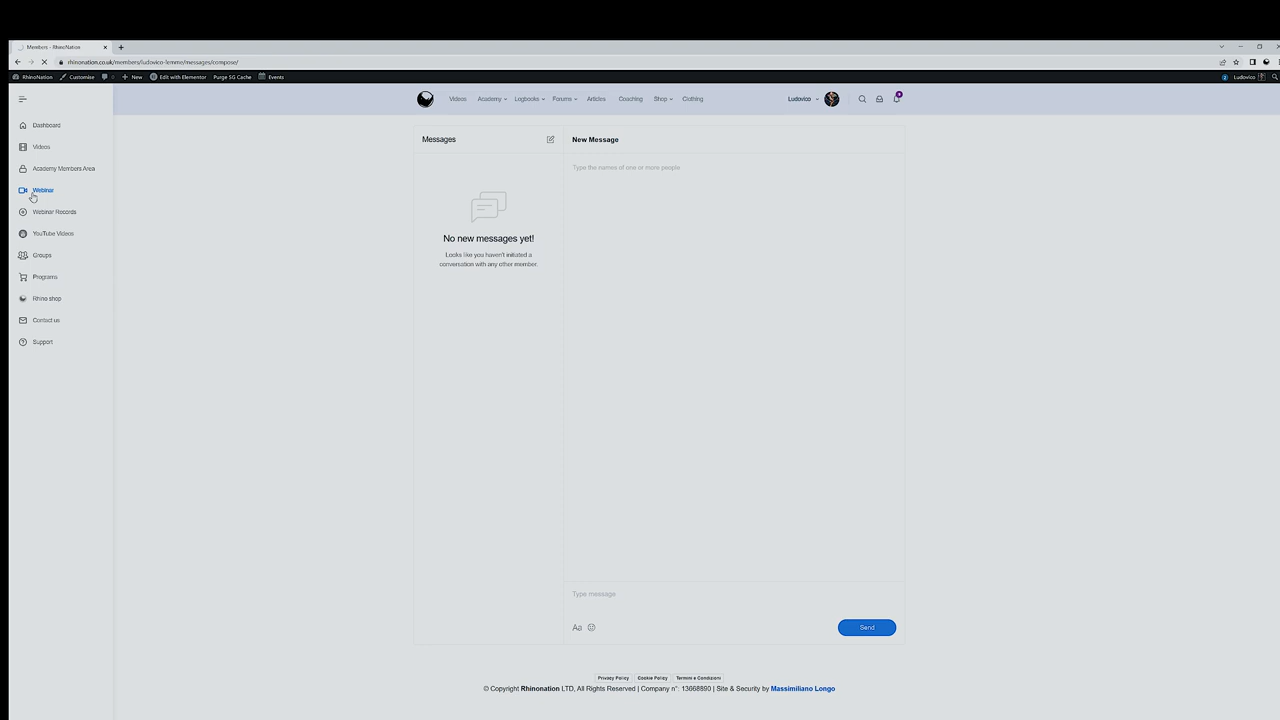 Members - RhinoNation
rhinonation.co.uk/members/ludovico-lemme/messages/compose/
RhinoNation Customise 0 New Edit with Elementor Purge SG Cache Events Ludovico
Videos Academy Logbooks Forums Articles Coaching Shop Clothing Ludovico
Dashboard
Videos
Academy Members Area
Webinar
Webinar Records
YouTube Videos
Groups
Programs
Rhino shop
Contact us
Support
Messages
No new messages yet!
Looks like you haven't initiated a
conversation with any other member.
New Message
Type the names of one or more people
Type message
Aa
Send
Privacy Policy Cookie Policy Termini e Condizioni
© Copyright Rhinonation LTD, All Rights Reserved | Company n°: 13668890 | Site & Security by Massimiliano Longo